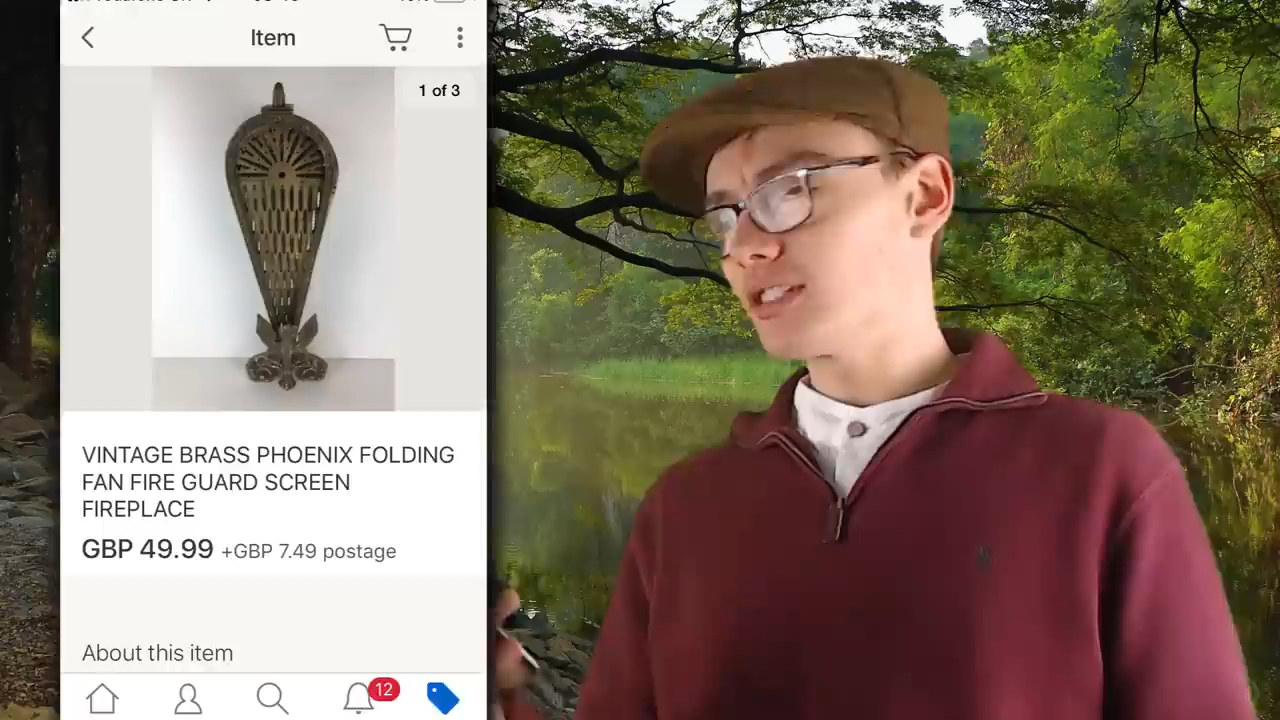 Item
1 of 3
VINTAGE BRASS PHOENIX FOLDING
FAN FIRE GUARD SCREEN
FIREPLACE
GBP 49.99 +GBP 7.49 postage
About this item
12